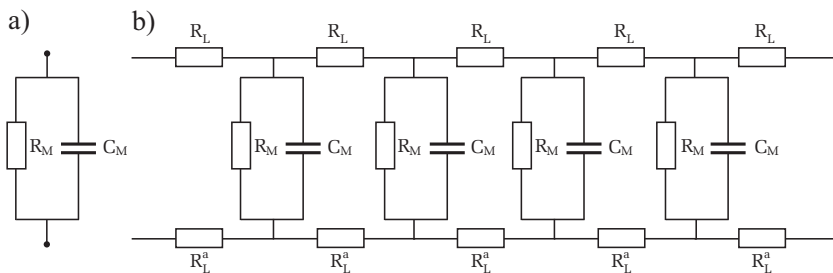 a)
b)
R_L R_L R_L R_L R_L
R_M C_M R_M C_M R_M C_M R_M C_M R_M C_M
R_L^a R_L^a R_L^a R_L^a R_L^a